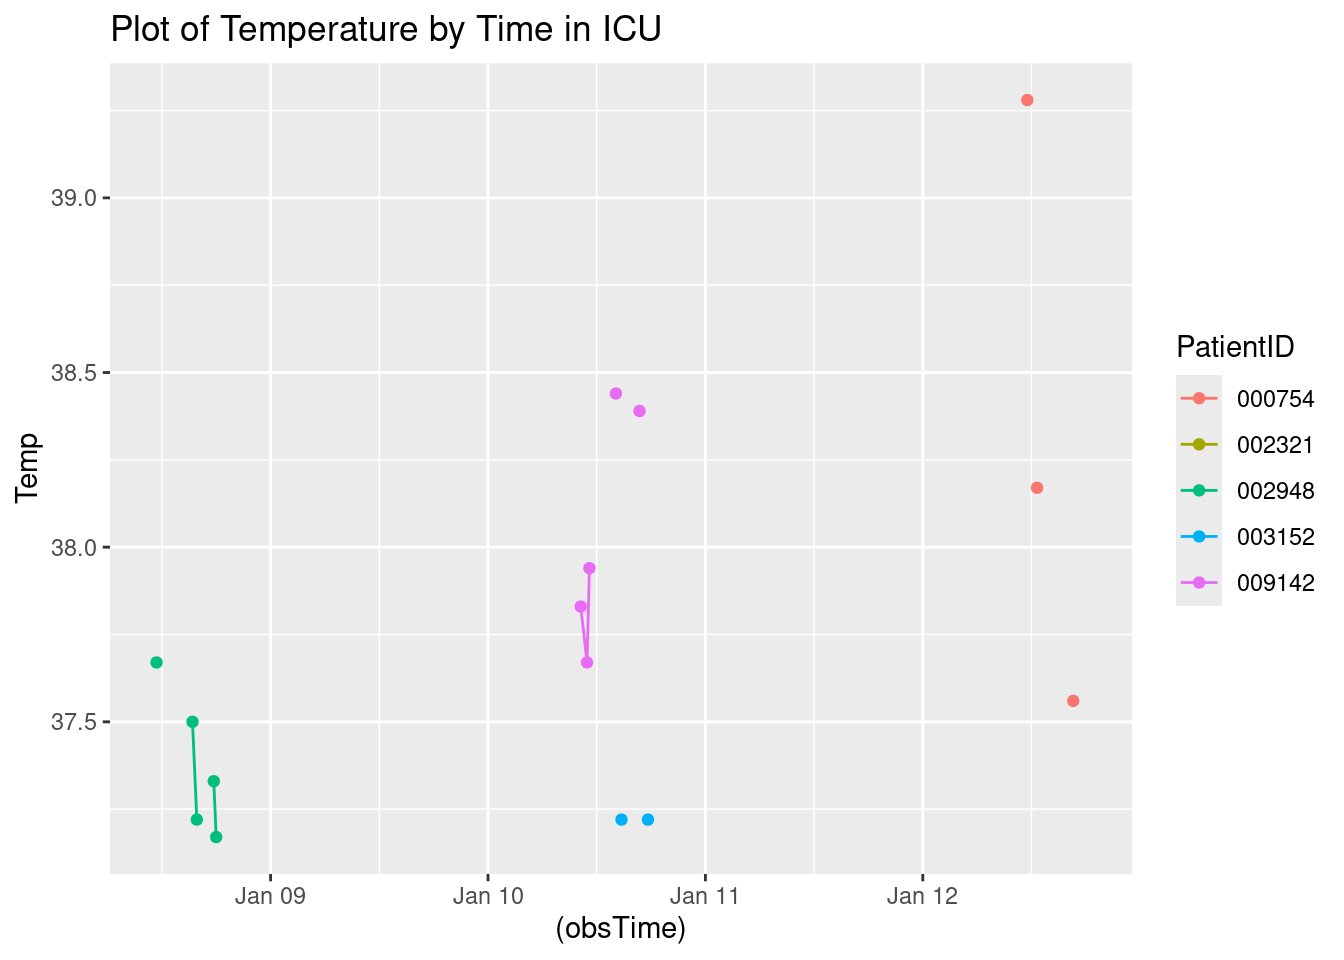 Plot of Temperature by Time in ICU
39.0
38.5
38.0
37.5
Temp
Jan 09
Jan 10
Jan 11
Jan 12
(obsTime)
PatientID
000754
002321
002948
003152
009142